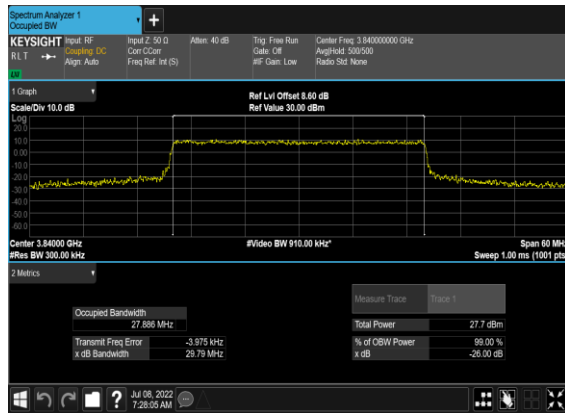 Spectrum Analyzer 1
Occupied BW
+
KEYSIGHT Input: RF Input Z: 50 Ω Atten: 40 dB Trig: Free Run Center Freq: 3.840000000 GHz
RLT Coupling: DC Corr CCorr Gate: Off Avg|Hold: 500/500
Align: Auto Freq Ref: Int (S) #IF Gain: Low Radio Std: None
1 Graph
Ref Lvl Offset 8.60 dB
Scale/Div 10.0 dB Ref Value 30.00 dBm
Log
20.0
10.0
0.00
-10.0
-20.0
-30.0
-40.0
-50.0
-60.0
Center 3.84000 GHz #Video BW 910.00 kHz* Span 60 MHz
#Res BW 300.00 kHz Sweep 1.00 ms (1001 pts)
2 Metrics
Measure Trace Trace 1
Occupied Bandwidth
27.886 MHz Total Power 27.7 dBm
Transmit Freq Error -3.975 kHz % of OBW Power 99.00 %
x dB Bandwidth 29.79 MHz x dB -26.00 dB
? Jul 08, 2022
7:28:05 AM